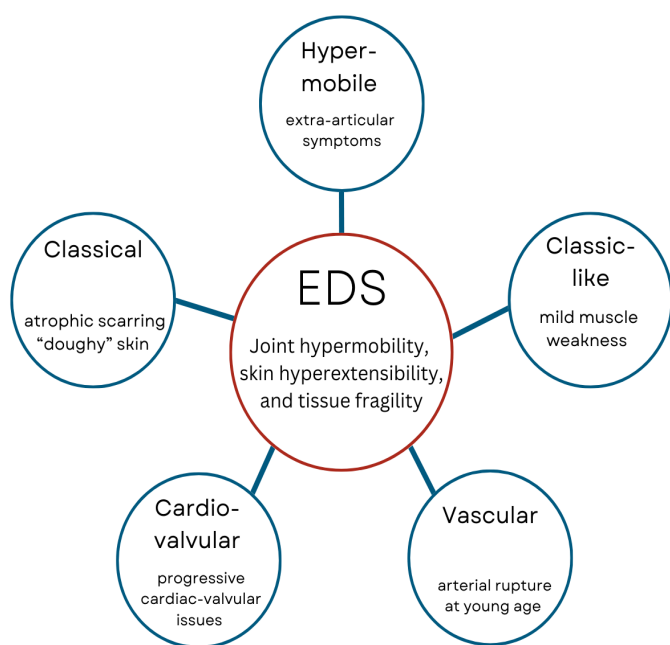 Hyper-
mobile
extra-articular
symptoms
Classical
atrophic scarring
“doughy” skin
EDS
Joint hypermobility,
skin hyperextensibility,
and tissue fragility
Classic-
like
mild muscle
weakness
Cardio-
valvular
progressive
cardiac-valvular
issues
Vascular
arterial rupture
at young age